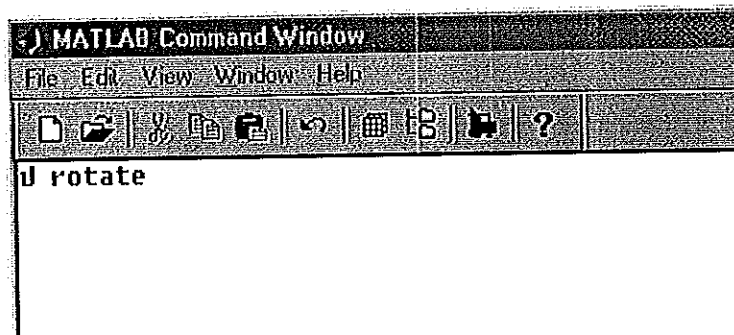 MATLAB Command Window
File Edit View Window Help
?
» rotate